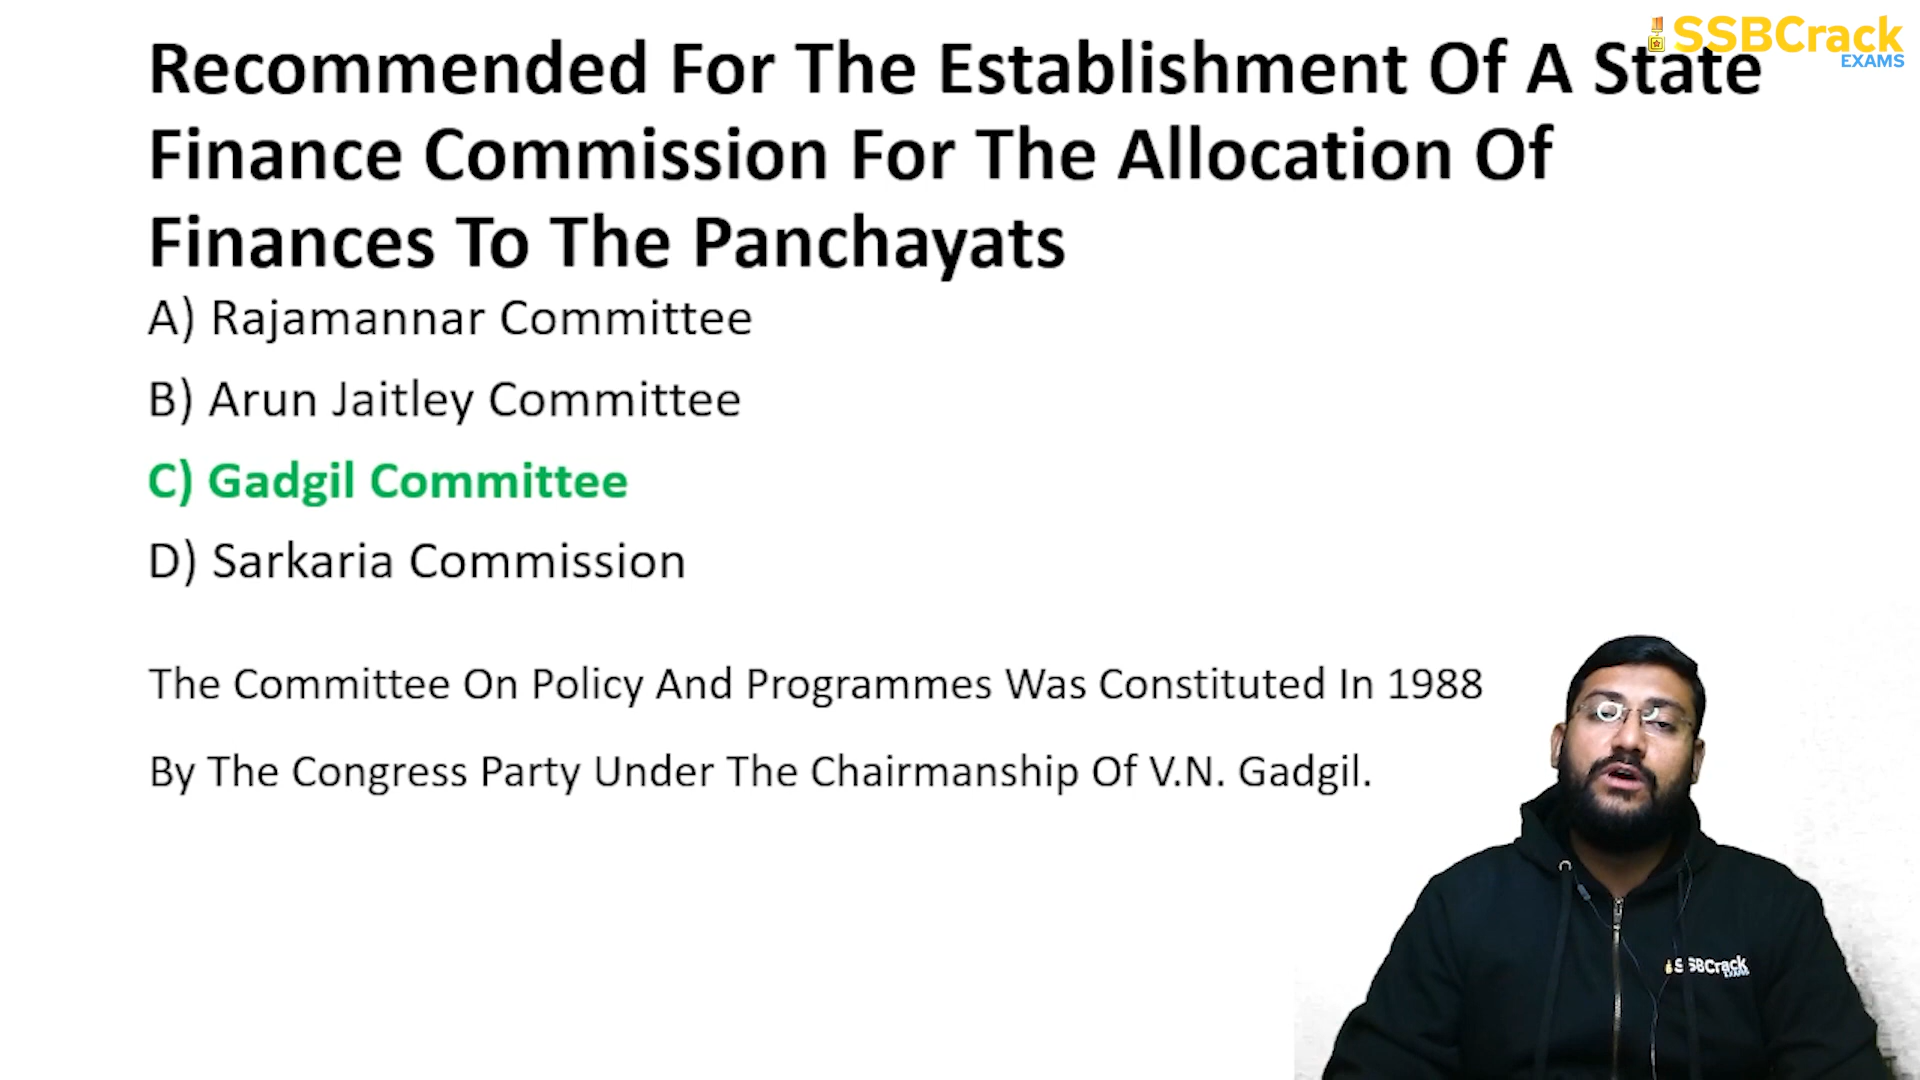 SSBCrack
EXAMS
Recommended For The Establishment Of A State
Finance Commission For The Allocation Of
Finances To The Panchayats
A) Rajamannar Committee
B) Arun Jaitley Committee
C) Gadgil Committee
D) Sarkaria Commission
The Committee On Policy And Programmes Was Constituted In 1988
By The Congress Party Under The Chairmanship Of V.N. Gadgil.
SSBCrack
EXAMS